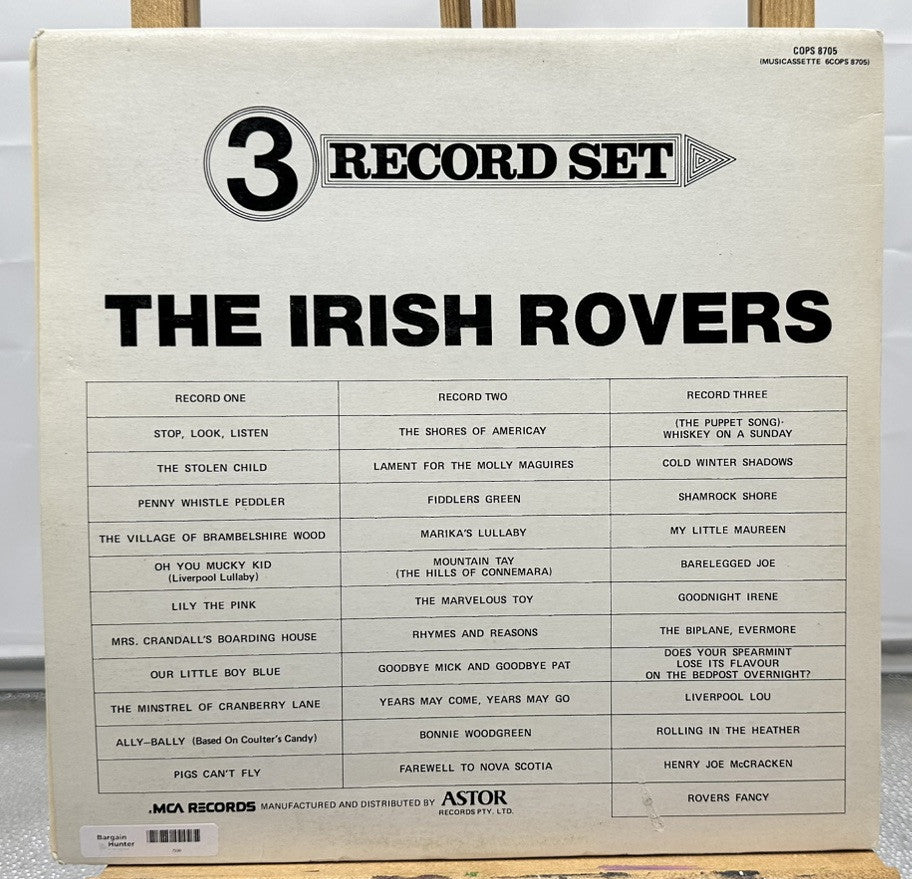 COPS 8705
(MUSICASSETTE 6COPS 8705)
3 RECORD SET
THE IRISH ROVERS
RECORD ONE
STOP, LOOK, LISTEN
THE STOLEN CHILD
PENNY WHISTLE PEDDLER
THE VILLAGE OF BRAMBELSHIRE WOOD
OH YOU MUCKY KID
(Liverpool Lullaby)
LILY THE PINK
MRS. CRANDALL'S BOARDING HOUSE
OUR LITTLE BOY BLUE
THE MINSTREL OF CRANBERRY LANE
ALLY–BALLY (Based On Coulter's Candy)
PIGS CAN'T FLY
RECORD TWO
THE SHORES OF AMERICAY
LAMENT FOR THE MOLLY MAGUIRES
FIDDLERS GREEN
MARIKA'S LULLABY
MOUNTAIN TAY
(THE HILLS OF CONNEMARA)
THE MARVELOUS TOY
RHYMES AND REASONS
GOODBYE MICK AND GOODBYE PAT
YEARS MAY COME, YEARS MAY GO
BONNIE WOODGREEN
FAREWELL TO NOVA SCOTIA
RECORD THREE
(THE PUPPET SONG)-
WHISKEY ON A SUNDAY
COLD WINTER SHADOWS
SHAMROCK SHORE
MY LITTLE MAUREEN
BARELEGGED JOE
GOODNIGHT IRENE
THE BIPLANE, EVERMORE
DOES YOUR SPEARMINT
LOSE ITS FLAVOUR
ON THE BEDPOST OVERNIGHT?
LIVERPOOL LOU
ROLLING IN THE HEATHER
HENRY JOE McCRACKEN
ROVERS FANCY
.MCA RECORDS MANUFACTURED AND DISTRIBUTED BY ASTOR
RECORDS PTY. LTD.
Bargain
Hunter